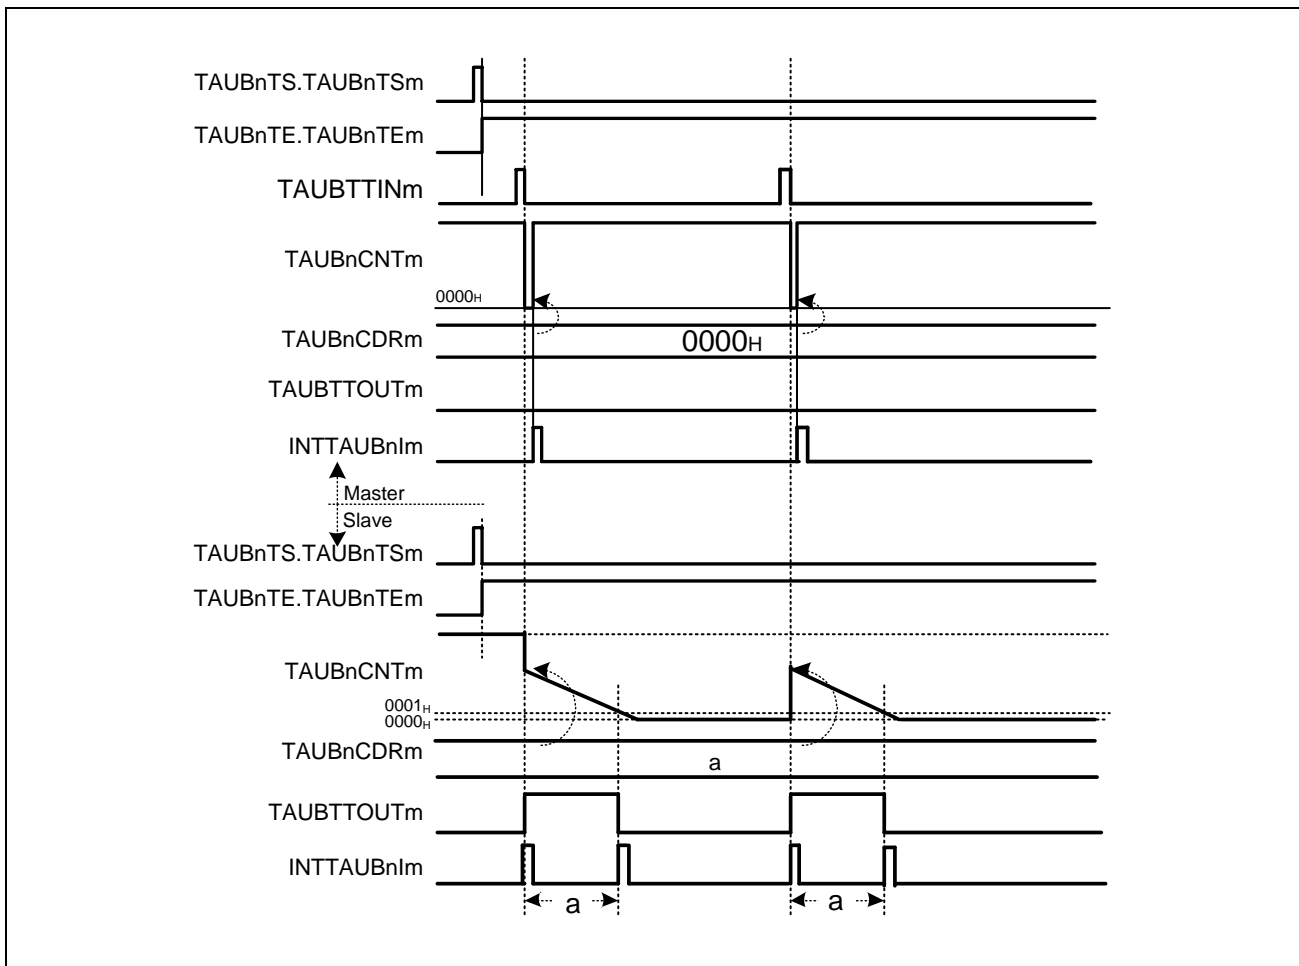 TAUBnTS.TAUBnTSm
TAUBnTE.TAUBnTEm
TAUBTTINm
TAUBnCNTm
0000H
TAUBnCDRm
0000H
TAUBTTOUTm
INTTAUBnIm
Master
Slave
TAUBnTS.TAUBnTSm
TAUBnTE.TAUBnTEm
TAUBnCNTm
0001H
0000H
TAUBnCDRm
a
TAUBTTOUTm
INTTAUBnIm
a a